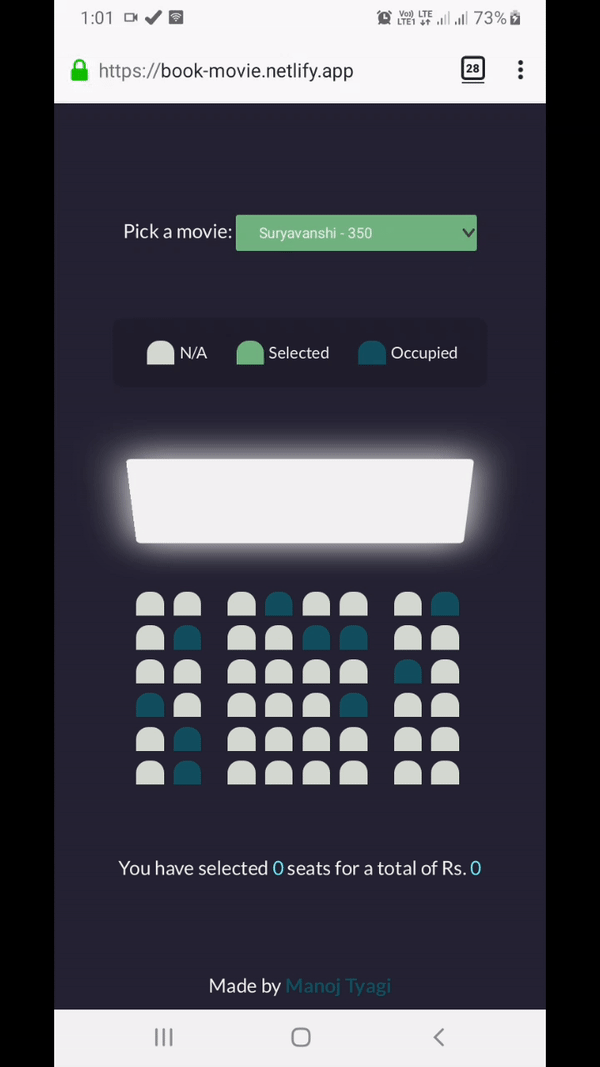 1:01 Vo)) LTE LTE1 73%
https://book-movie.netlify.app 28
Pick a movie: Suryavanshi - 350
N/A Selected Occupied
You have selected 0 seats for a total of Rs. 0
Made by Manoj Tyagi